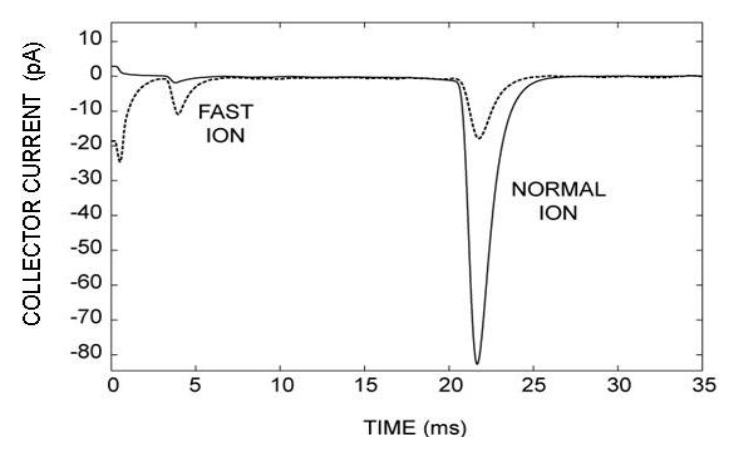 COLLECTOR CURRENT (pA)
10
0
-10
-20
-30
-40
-50
-60
-70
-80
FAST
ION
NORMAL
ION
0 5 10 15 20 25 30 35
TIME (ms)